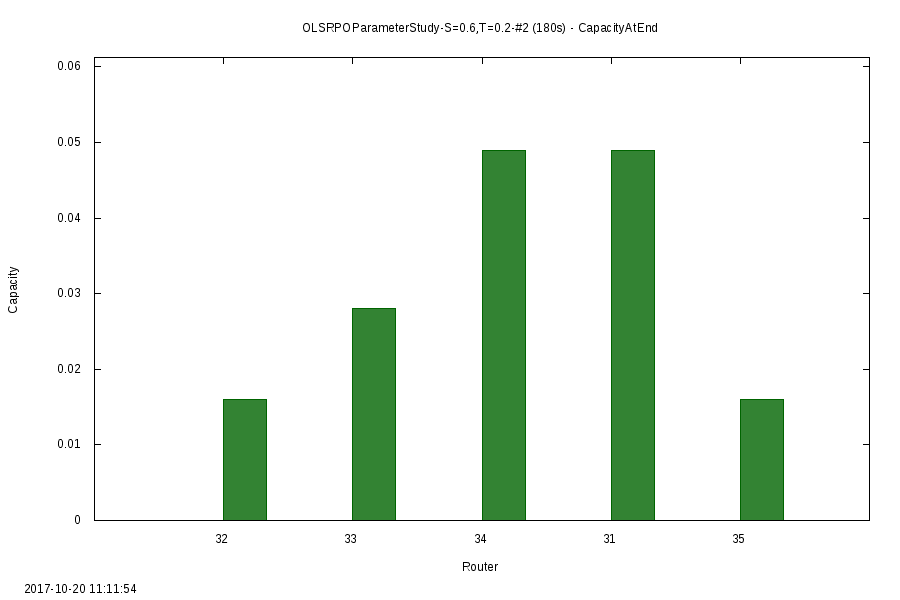 OLSRPOParameterStudy-S=0.6,T=0.2-#2 (180s) - CapacityAtEnd
0.06
0.05
0.04
0.03
0.02
0.01
0
Capacity
32 33 34 31 35
Router
2017-10-20 11:11:54